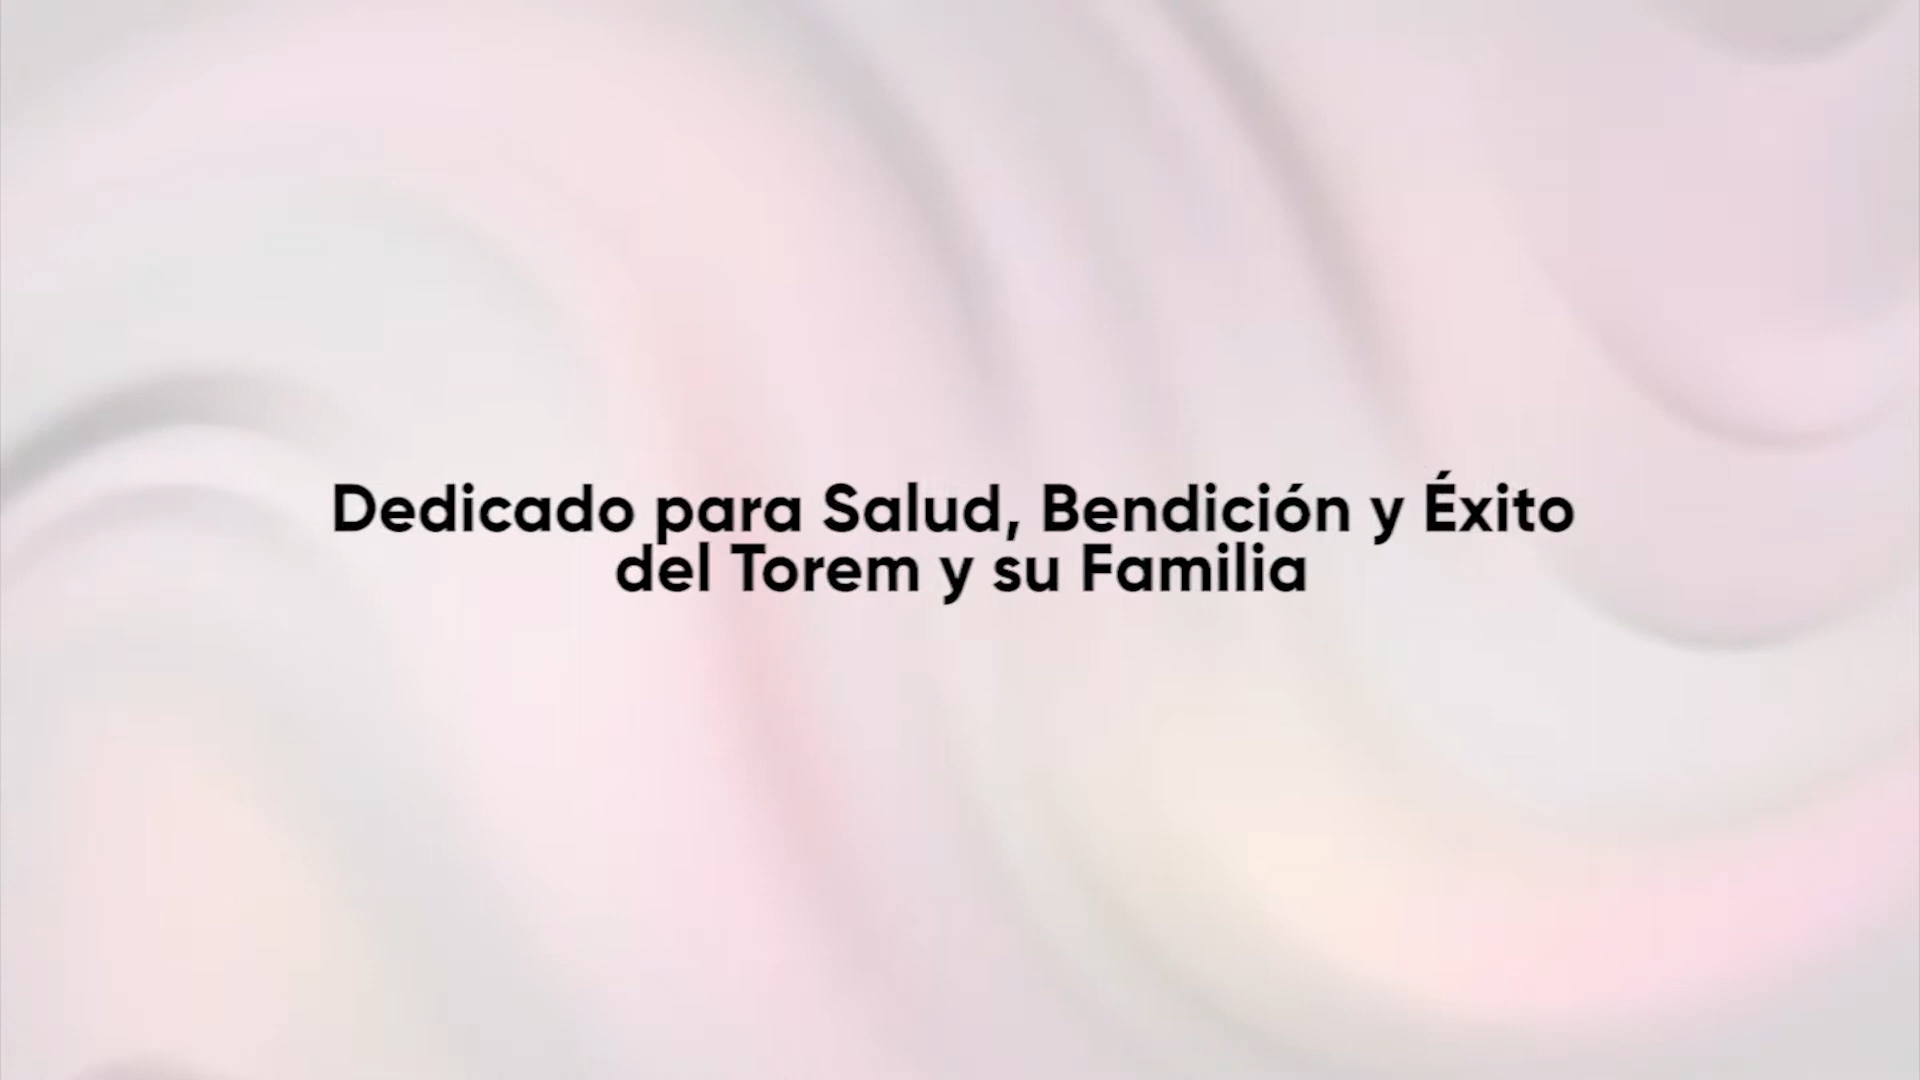 Dedicado para Salud, Bendición y Éxito
del Torem y su Familia